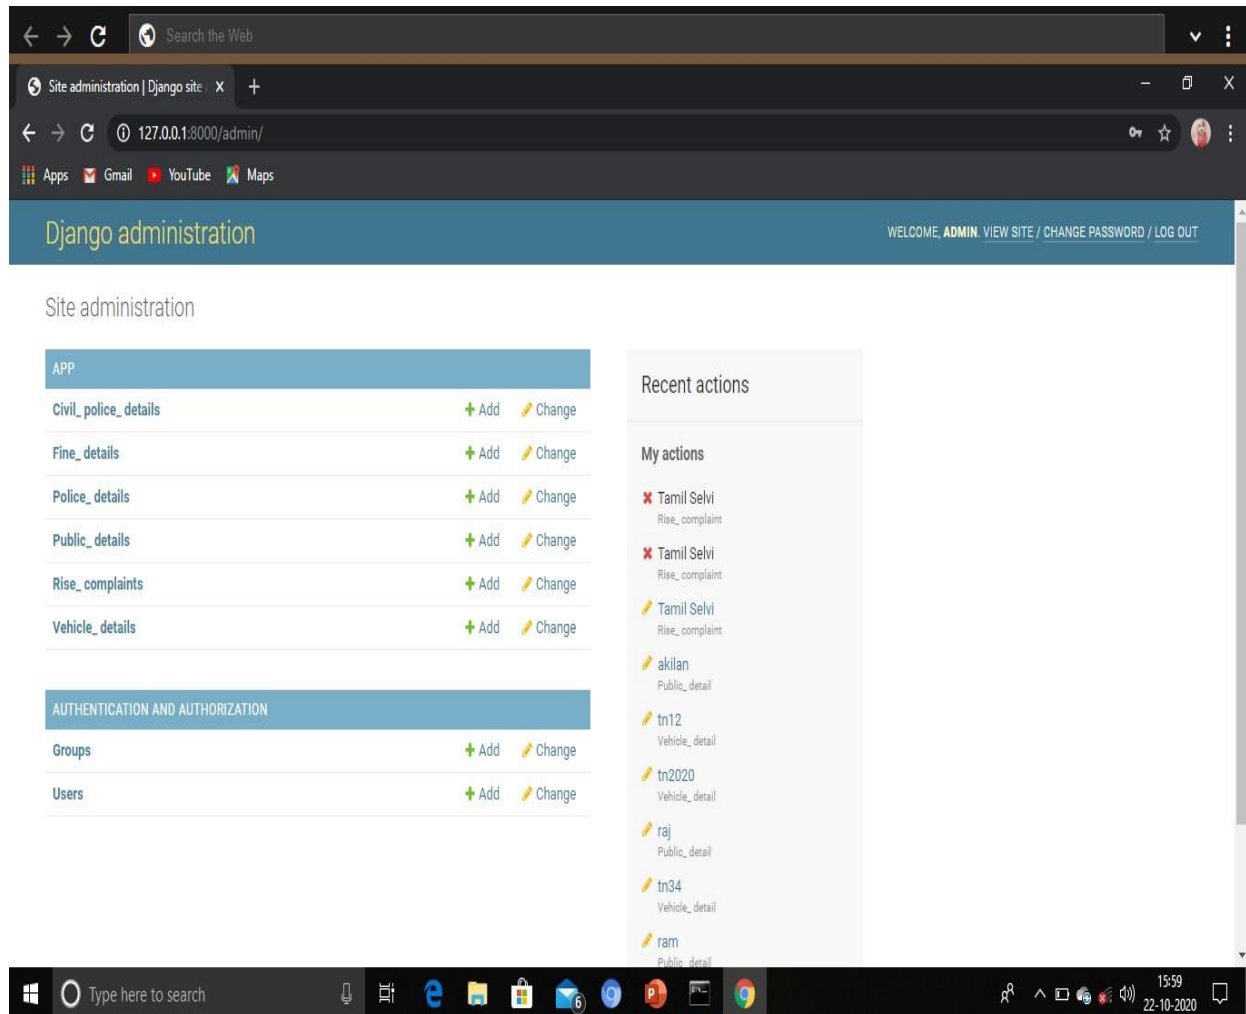 Search the Web
Site administration | Django site
127.0.0.1:8000/admin/
Apps Gmail YouTube Maps
Django administration
WELCOME, ADMIN. VIEW SITE / CHANGE PASSWORD / LOG OUT
Site administration
APP
Civil_ police_ details Add Change
Fine_ details Add Change
Police_ details Add Change
Public_ details Add Change
Rise_ complaints Add Change
Vehicle_ details Add Change
AUTHENTICATION AND AUTHORIZATION
Groups Add Change
Users Add Change
Recent actions
My actions
Tamil Selvi
Rise_ complaint
Tamil Selvi
Rise_ complaint
Tamil Selvi
Rise_ complaint
akilan
Public_ detail
tn12
Vehicle_ detail
tn2020
Vehicle_ detail
raj
Public_ detail
tn34
Vehicle_ detail
ram
Public_ detail
Type here to search
6
15:59
22-10-2020